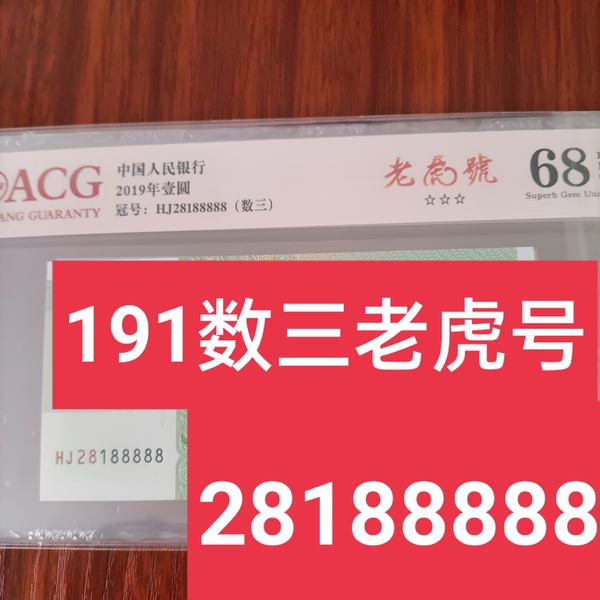 ACG
ANG GUARANTY
中国人民银行
2019年壹圆
冠号：HJ28188888（数三）
老虎號
☆☆☆
68
Superb Gem Unc
191数三老虎号
HJ28188888
28188888